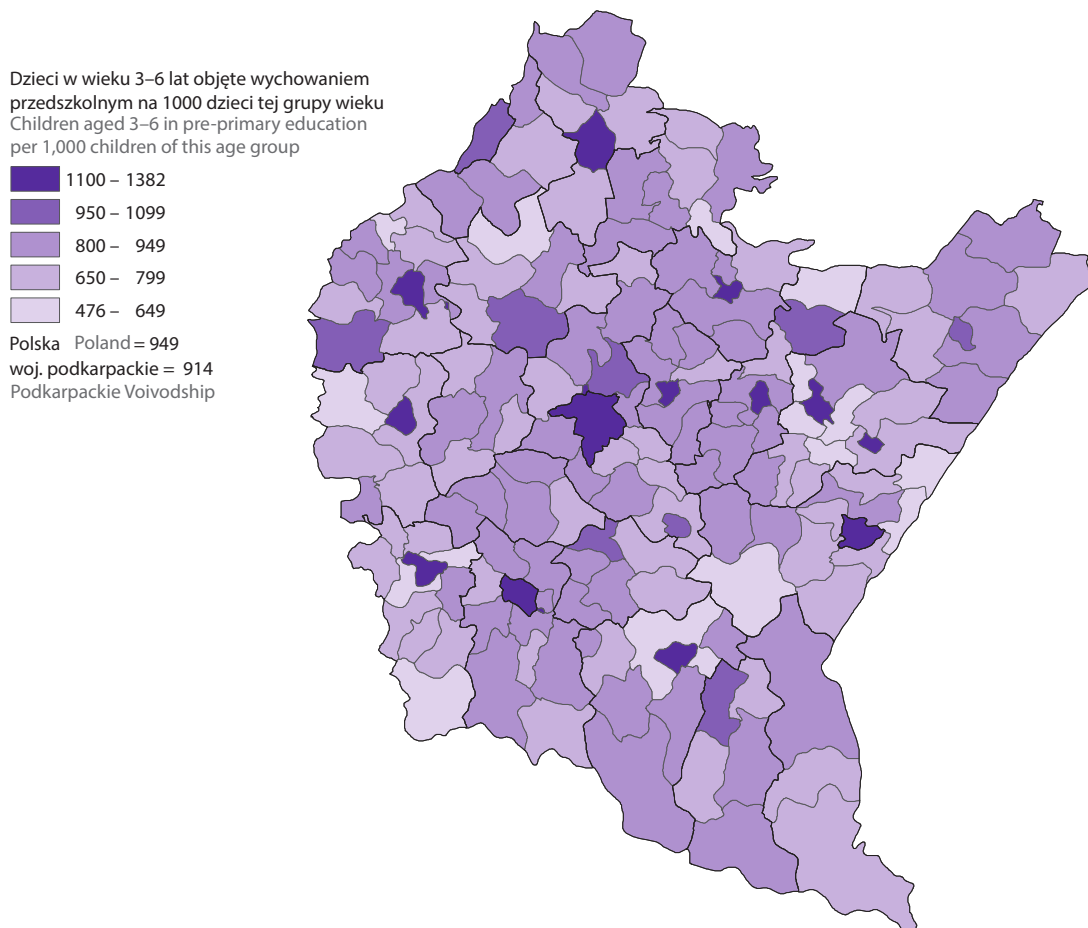 Dzieci w wieku 3–6 lat objęte wychowaniem
przedszkolnym na 1000 dzieci tej grupy wieku
Children aged 3–6 in pre-primary education
per 1,000 children of this age group
1100 – 1382
950 – 1099
800 – 949
650 – 799
476 – 649
Polska Poland = 949
woj. podkarpackie = 914
Podkarpackie Voivodship